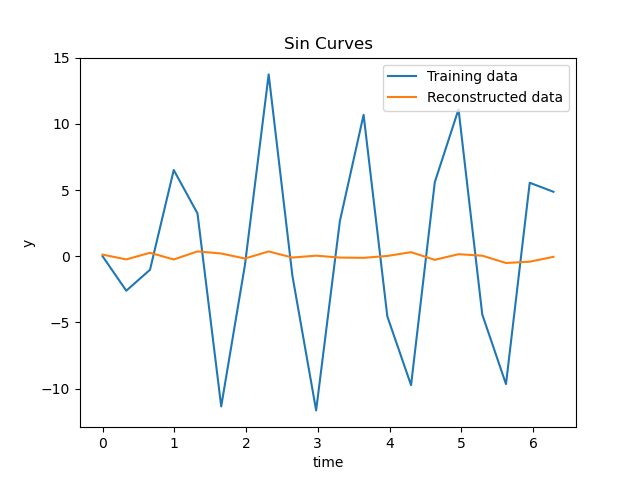 Sin Curves
Training data
Reconstructed data
15
10
5
0
−5
−10
y
0 1 2 3 4 5 6
time